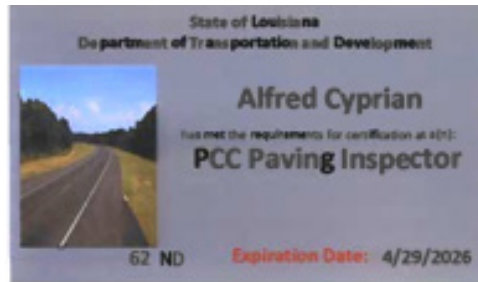 State of Louisiana
Department of Transportation and Development
Alfred Cyprian
has met the requirements for certification as a(n):
PCC Paving Inspector
62 ND
Expiration Date: 4/29/2026